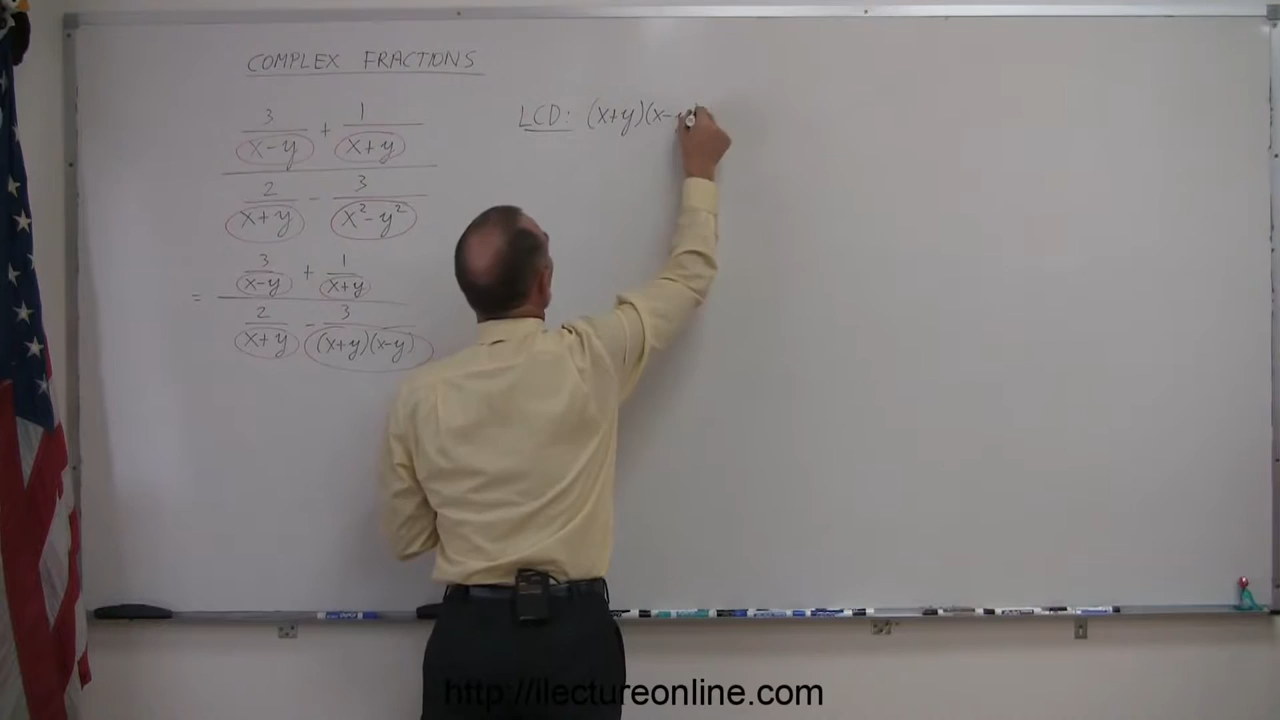 COMPLEX FRACTIONS
3 1
x-y + x+y
2 3
x+y - x²-y²
LCD: (x+y)(x-
3 1
= x-y + x+y
2 3
x+y - (x+y)(x-y)
http://ilectureonline.com